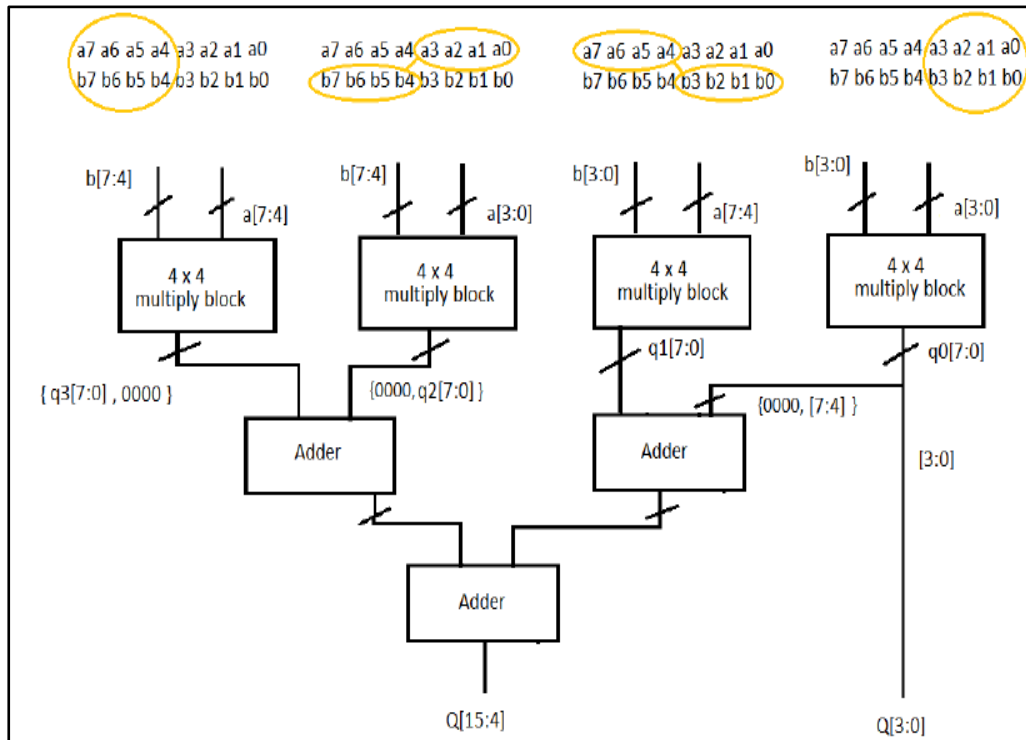 a7 a6 a5 a4 a3 a2 a1 a0
b7 b6 b5 b4 b3 b2 b1 b0
a7 a6 a5 a4 a3 a2 a1 a0
b7 b6 b5 b4 b3 b2 b1 b0
a7 a6 a5 a4 a3 a2 a1 a0
b7 b6 b5 b4 b3 b2 b1 b0
a7 a6 a5 a4 a3 a2 a1 a0
b7 b6 b5 b4 b3 b2 b1 b0
b[7:4]
a[7:4]
b[7:4]
a[3:0]
b[3:0]
a[7:4]
b[3:0]
a[3:0]
4 x 4
multiply block
4 x 4
multiply block
4 x 4
multiply block
4 x 4
multiply block
{ q3[7:0] , 0000 }
{0000, q2[7:0] }
q1[7:0]
q0[7:0]
{0000, [7:4] }
Adder
Adder
[3:0]
Adder
Q[15:4]
Q[3:0]